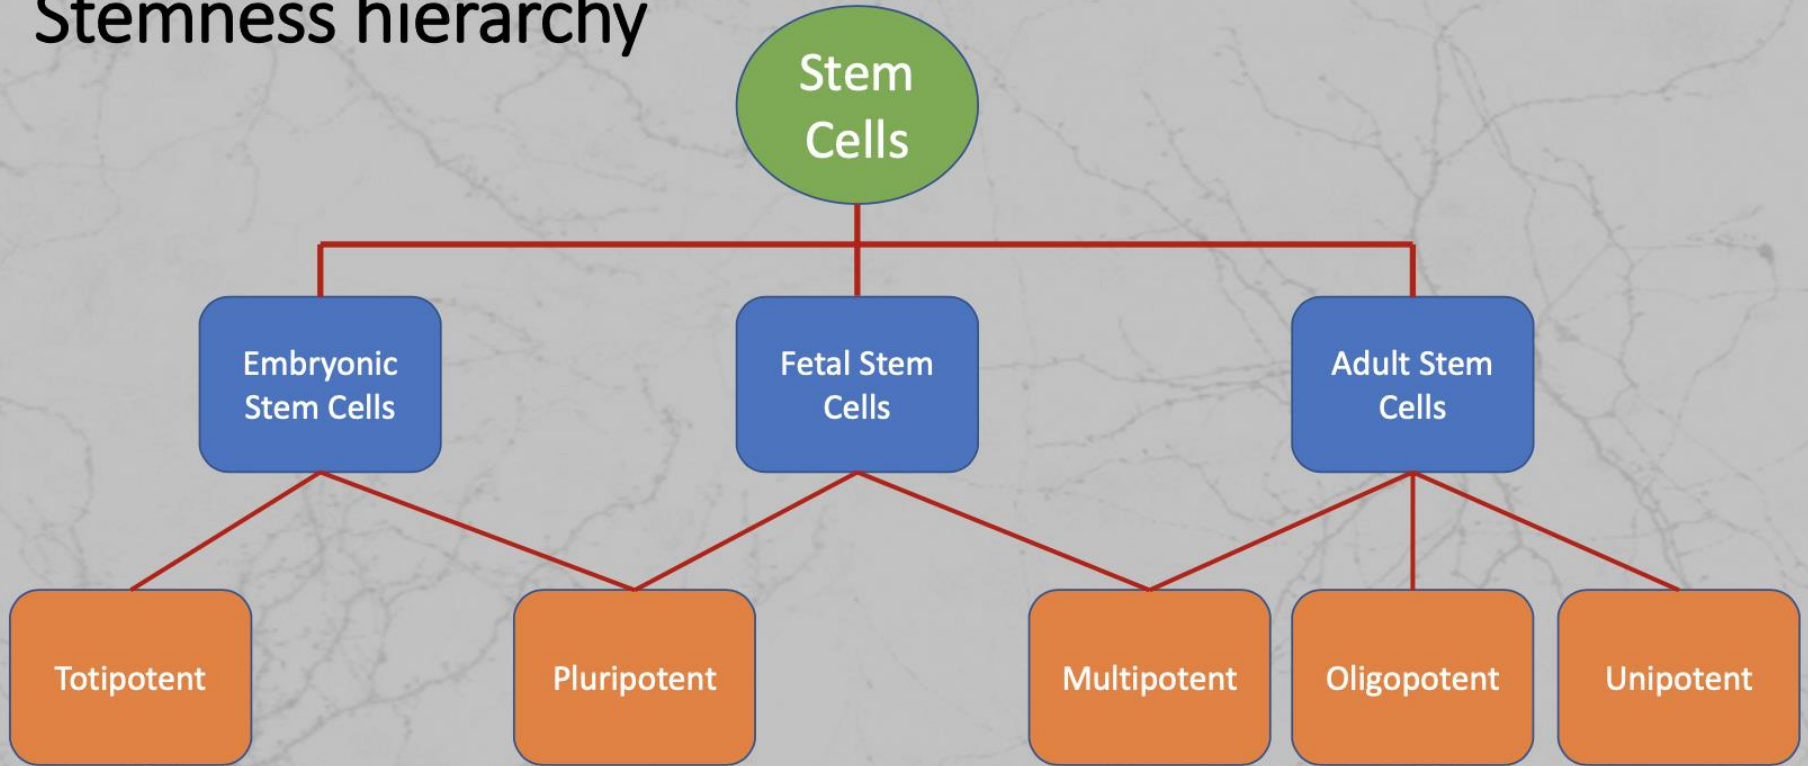 Stemness hierarchy
Stem
Cells
Embryonic
Stem Cells
Fetal Stem
Cells
Adult Stem
Cells
Totipotent
Pluripotent
Multipotent
Oligopotent
Unipotent